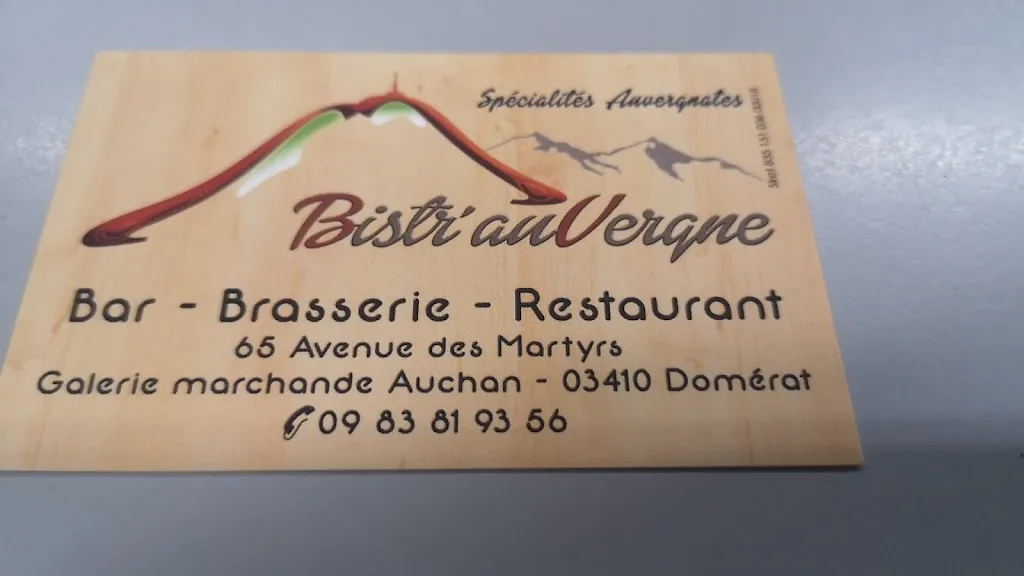 Spécialités Auvergnates
Bistr'auVergne
Bar - Brasserie - Restaurant
65 Avenue des Martyrs
Galerie marchande Auchan - 03410 Domérat
09 83 81 93 56